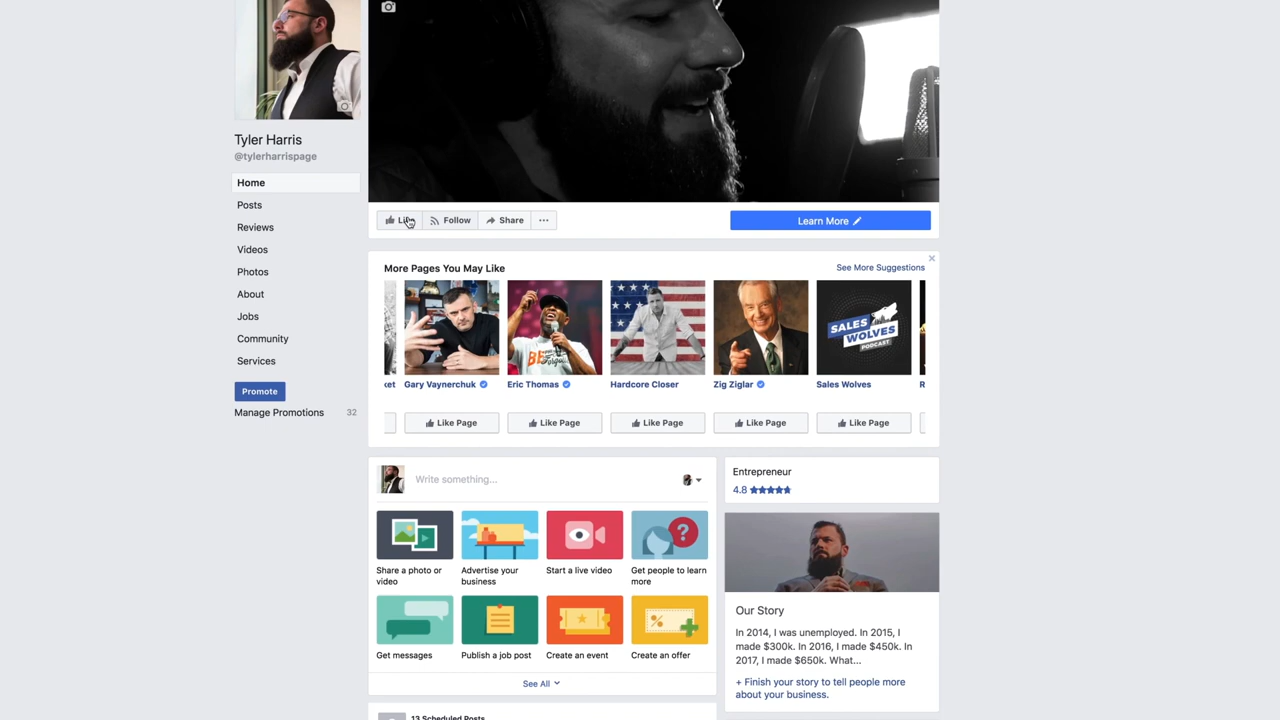 Tyler Harris
@tylerharrispage
Home
Posts
Reviews
Videos
Photos
About
Jobs
Community
Services
Promote
Manage Promotions 32
Follow
Share
Learn More
More Pages You May Like
See More Suggestions
SALES
WOLVES
PODCAST
ket
Gary Vaynerchuk
Eric Thomas
Hardcore Closer
Zig Ziglar
Sales Wolves
R
Like Page
Like Page
Like Page
Like Page
Like Page
Write something...
Share a photo or
video
Advertise your
business
Start a live video
Get people to learn
more
Get messages
Publish a job post
Create an event
Create an offer
See All
13 Scheduled Posts
Entrepreneur
4.8
Our Story
In 2014, I was unemployed. In 2015, I
made $300k. In 2016, I made $450k. In
2017, I made $650k. What...
+ Finish your story to tell people more
about your business.